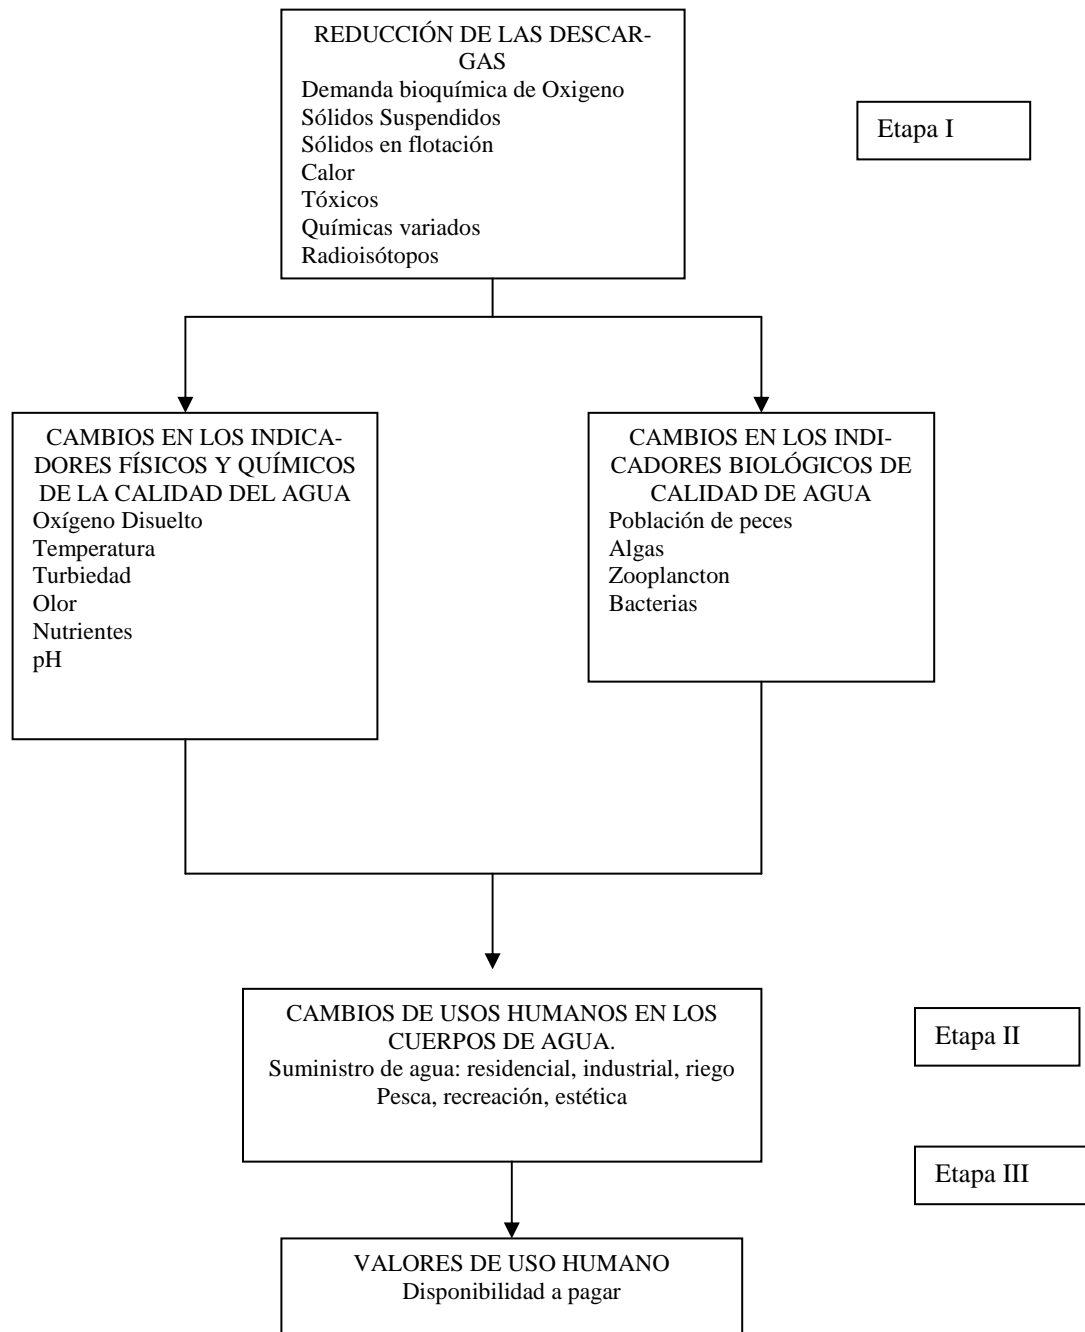 REDUCCIÓN DE LAS DESCAR-
GAS
Demanda bioquímica de Oxigeno
Sólidos Suspendidos
Sólidos en flotación
Calor
Tóxicos
Químicas variados
Radioisótopos
Etapa I
CAMBIOS EN LOS INDICA-
DORES FÍSICOS Y QUÍMICOS
DE LA CALIDAD DEL AGUA
Oxígeno Disuelto
Temperatura
Turbiedad
Olor
Nutrientes
pH
CAMBIOS EN LOS INDI-
CADORES BIOLÓGICOS DE
CALIDAD DE AGUA
Población de peces
Algas
Zooplancton
Bacterias
CAMBIOS DE USOS HUMANOS EN LOS
CUERPOS DE AGUA.
Suministro de agua: residencial, industrial, riego
Pesca, recreación, estética
Etapa II
Etapa III
VALORES DE USO HUMANO
Disponibilidad a pagar